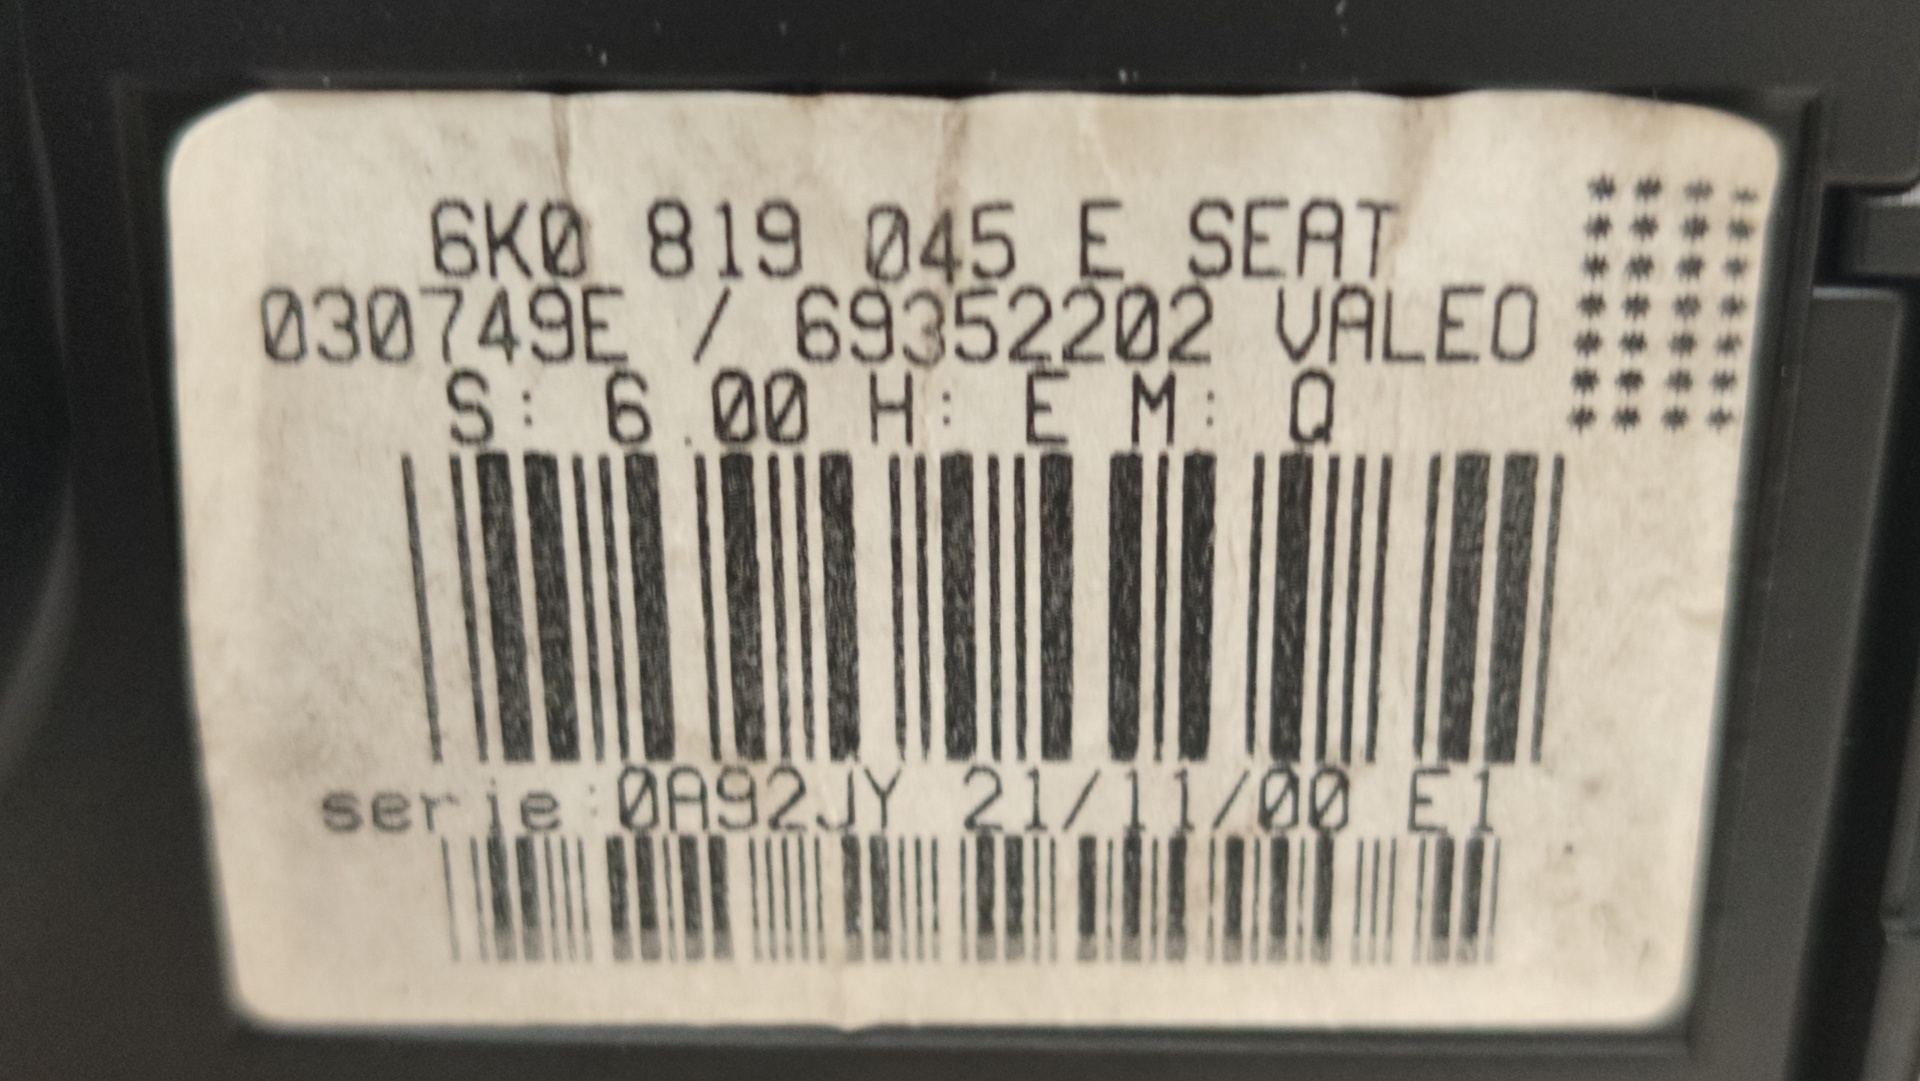 6K0 819 045 E SEAT
030749E / 69352202 VALEO
S: 6.00 H: E M: Q
serie:0A92JY 21/11/00 E1